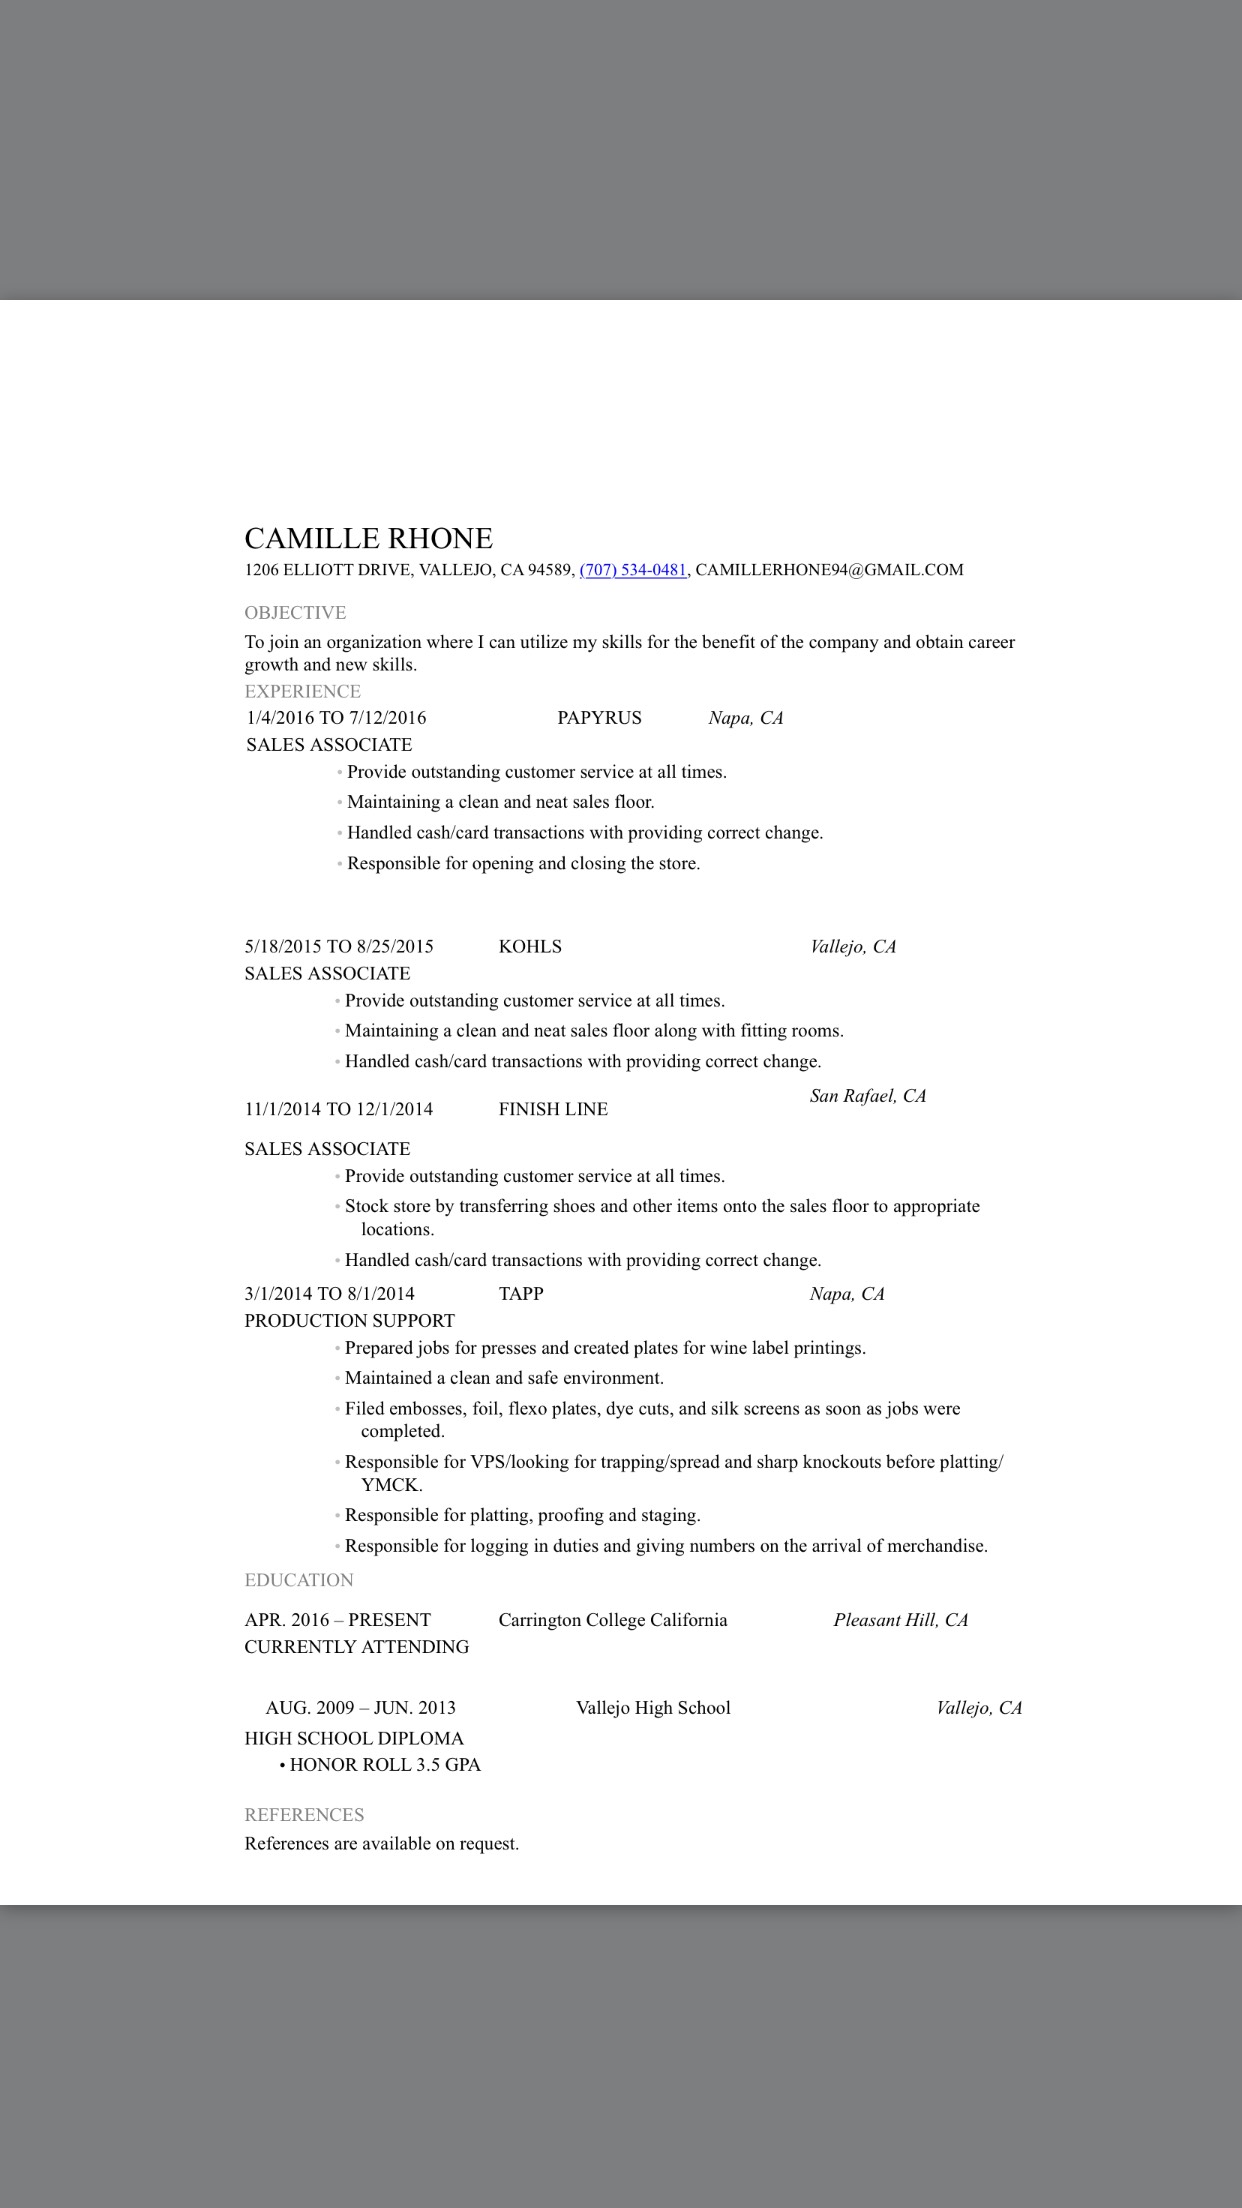 CAMILLE RHONE
1206 ELLIOTT DRIVE, VALLEJO, CA 94589, (707) 534-0481, CAMILLERHONE94@GMAIL.COM
OBJECTIVE
To join an organization where I can utilize my skills for the benefit of the company and obtain career
growth and new skills.
EXPERIENCE
1/4/2016 TO 7/12/2016 PAPYRUS Napa, CA
SALES ASSOCIATE
• Provide outstanding customer service at all times.
• Maintaining a clean and neat sales floor.
• Handled cash/card transactions with providing correct change.
• Responsible for opening and closing the store.
5/18/2015 TO 8/25/2015 KOHLS Vallejo, CA
SALES ASSOCIATE
• Provide outstanding customer service at all times.
• Maintaining a clean and neat sales floor along with fitting rooms.
• Handled cash/card transactions with providing correct change.
11/1/2014 TO 12/1/2014 FINISH LINE San Rafael, CA
SALES ASSOCIATE
• Provide outstanding customer service at all times.
• Stock store by transferring shoes and other items onto the sales floor to appropriate
locations.
• Handled cash/card transactions with providing correct change.
3/1/2014 TO 8/1/2014 TAPP Napa, CA
PRODUCTION SUPPORT
• Prepared jobs for presses and created plates for wine label printings.
• Maintained a clean and safe environment.
• Filed embosses, foil, flexo plates, dye cuts, and silk screens as soon as jobs were
completed.
• Responsible for VPS/looking for trapping/spread and sharp knockouts before platting/
YMCK.
• Responsible for platting, proofing and staging.
• Responsible for logging in duties and giving numbers on the arrival of merchandise.
EDUCATION
APR. 2016 – PRESENT Carrington College California Pleasant Hill, CA
CURRENTLY ATTENDING
AUG. 2009 – JUN. 2013 Vallejo High School Vallejo, CA
HIGH SCHOOL DIPLOMA
• HONOR ROLL 3.5 GPA
REFERENCES
References are available on request.